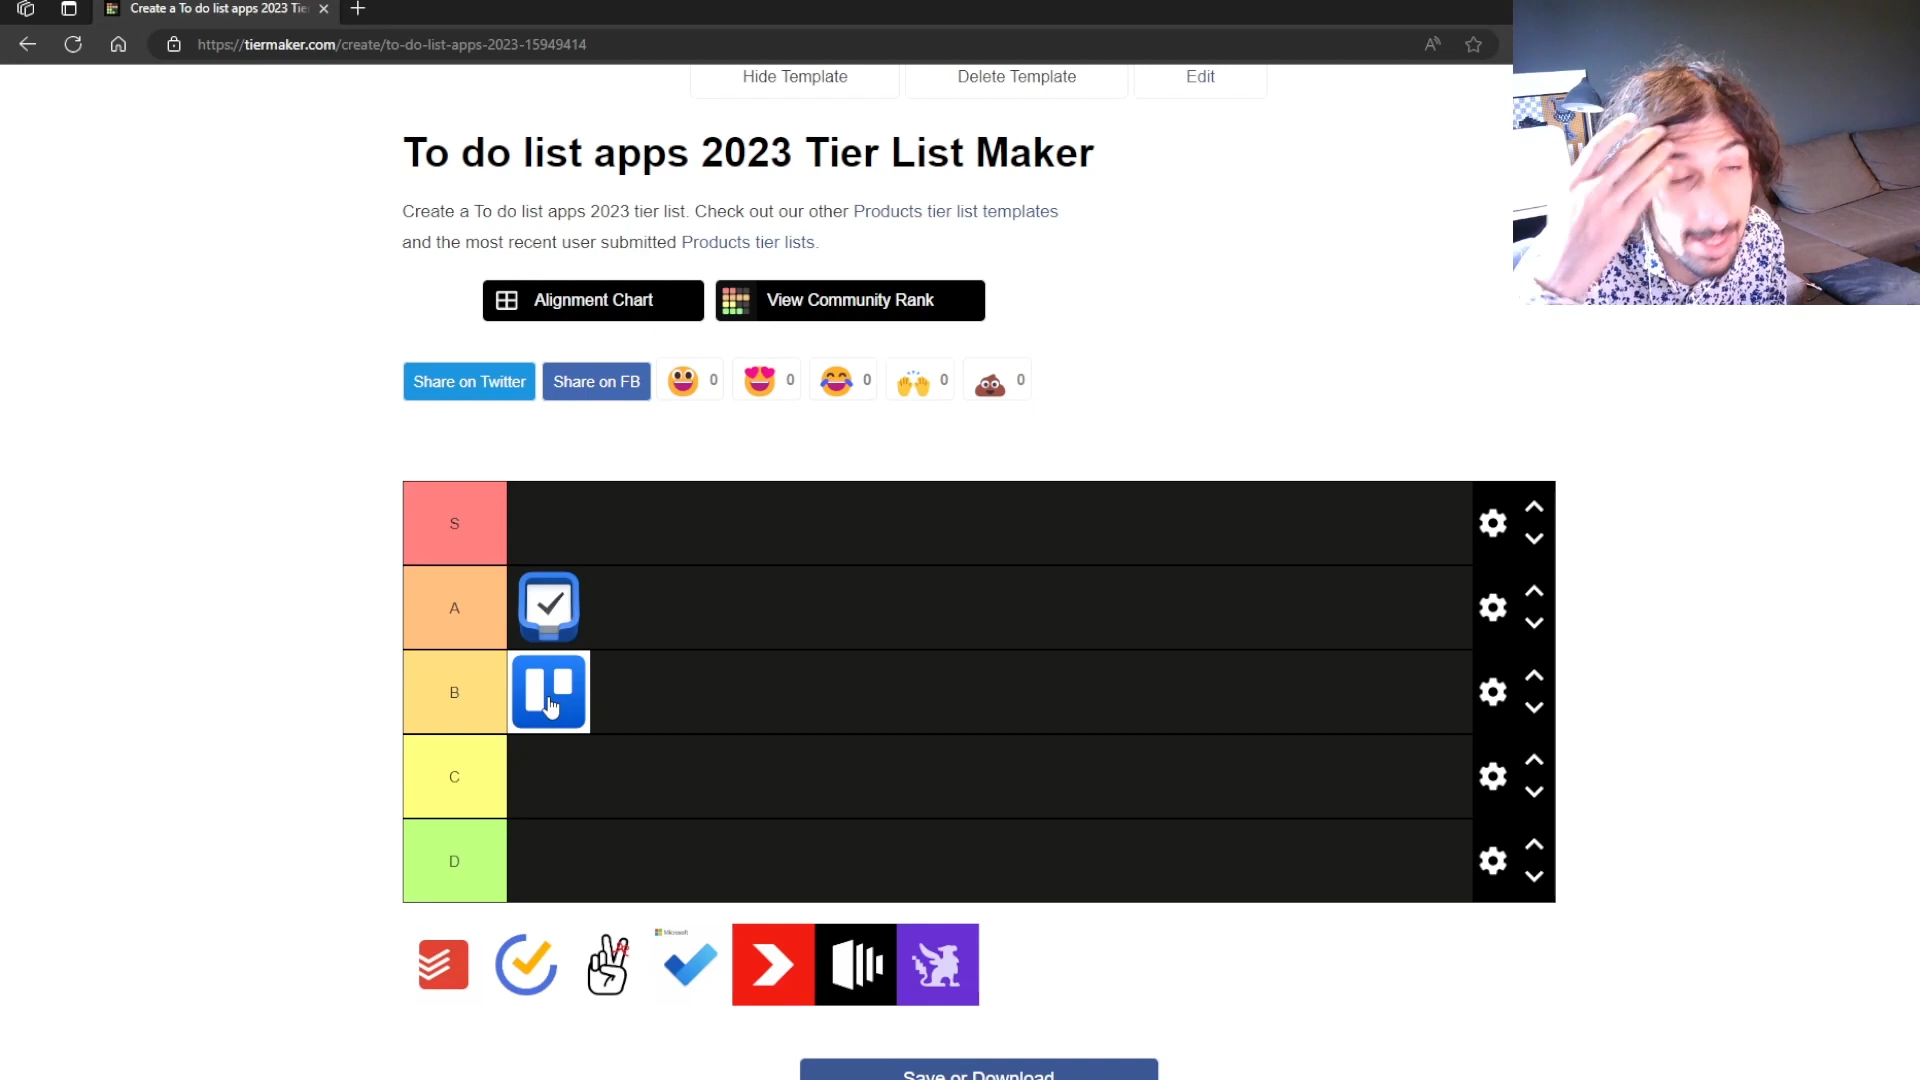 Create a To do list apps 2023 Tie
https://tiermaker.com/create/to-do-list-apps-2023-15949414
Hide Template Delete Template Edit
To do list apps 2023 Tier List Maker
Create a To do list apps 2023 tier list. Check out our other Products tier list templates
and the most recent user submitted Products tier lists.
Alignment Chart View Community Rank
Share on Twitter Share on FB 0 0 0 0 0
S
A
B
C
D
Microsoft
Save or Download